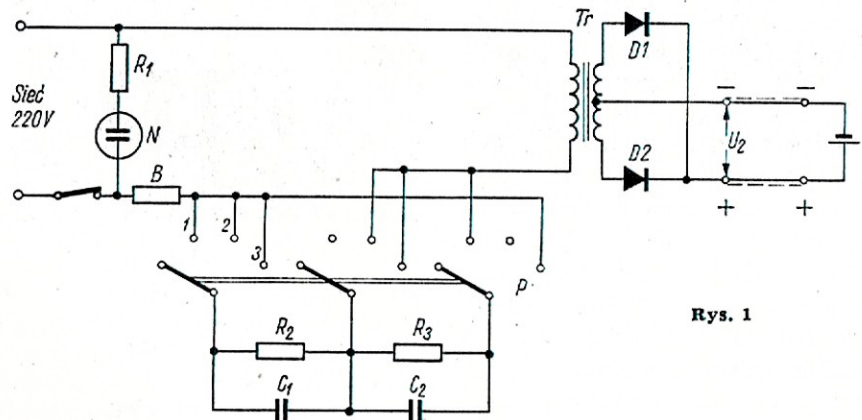 Tr
D1
R1
Sieć
220V
N
B
1
2
3
D2
U2
−
−
+
+
P
R2
R3
C1
C2
Rys. 1